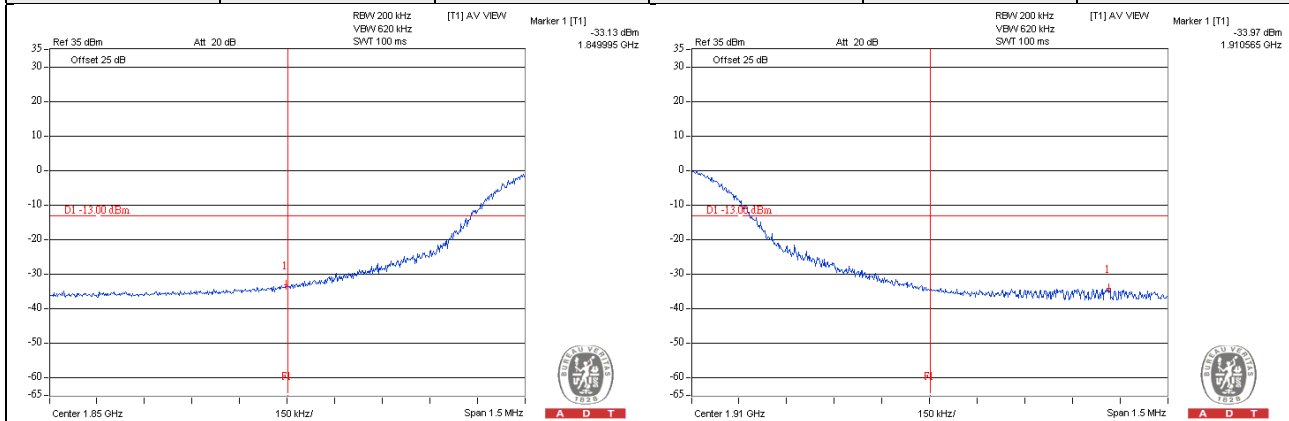 RBW 200 kHz [T1] AV VIEW Marker 1 [T1]
VBW 620 kHz -33.13 dBm
Ref 35 dBm Att 20 dB SWT 100 ms 1.849995 GHz
35
Offset 25 dB
30
20
10
0
-10
D1 -13.00 dBm
-20
1
-30
-40
-50
-60
F1
-65
Center 1.85 GHz 150 kHz/ Span 1.5 MHz
BUREAU VERITAS
1828
A D T
RBW 200 kHz [T1] AV VIEW Marker 1 [T1]
VBW 620 kHz -33.97 dBm
Ref 35 dBm Att 20 dB SWT 100 ms 1.910565 GHz
35
Offset 25 dB
30
20
10
0
-10
D1 -13.00 dBm
-20
1
-30
-40
-50
-60
F1
-65
Center 1.91 GHz 150 kHz/ Span 1.5 MHz
BUREAU VERITAS
1828
A D T